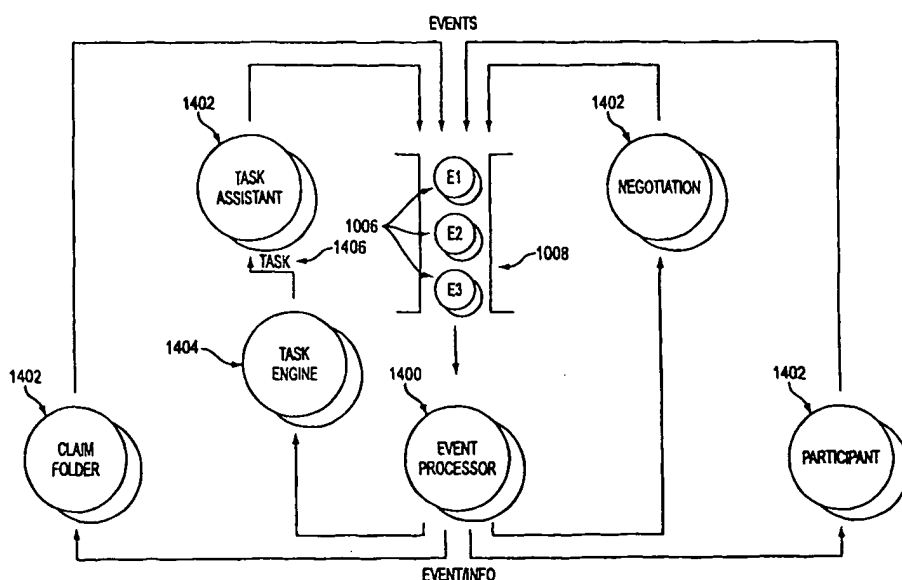 EVENTS
1402
TASK
ASSISTANT
1402
NEGOTIATION
E1
E2
E3
1006
1008
TASK
1406
1404
TASK
ENGINE
1402
CLAIM
FOLDER
1400
EVENT
PROCESSOR
1402
PARTICIPANT
EVENT/INFO